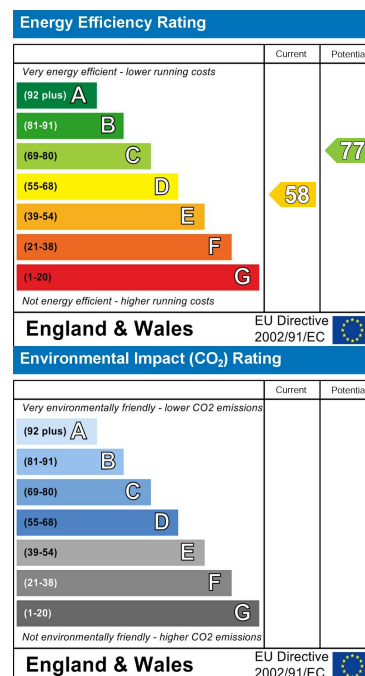 Energy Efficiency Rating
Current Potentia
Very energy efficient - lower running costs
(92 plus) A
(81-91) B
(69-80) C
77
(55-68) D
58
(39-54) E
(21-38) F
(1-20) G
Not energy efficient - higher running costs
England & Wales
EU Directive
2002/91/EC
Environmental Impact (CO₂) Rating
Current Potentia
Very environmentally friendly - lower CO2 emissions
(92 plus) A
(81-91) B
(69-80) C
(55-68) D
(39-54) E
(21-38) F
(1-20) G
Not environmentally friendly - higher CO2 emissions
England & Wales
EU Directive
2002/91/EC